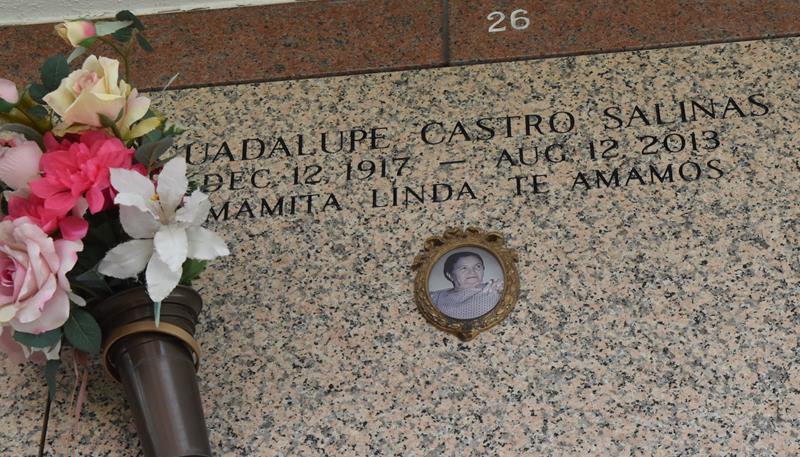 26
UADALUPE CASTRO SALINAS
DEC 12, 1917 — AUG 12 2013
MAMITA LINDA TE AMAMOS